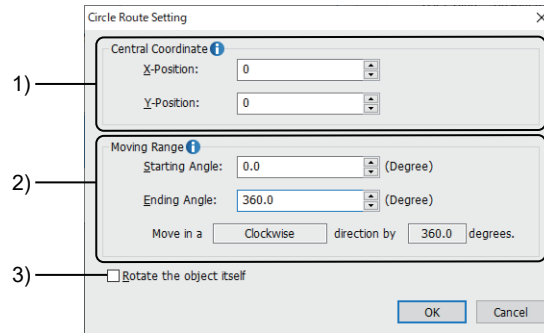 Circle Route Setting
1)
Central Coordinate
X-Position: 0
Y-Position: 0
2)
Moving Range
Starting Angle: 0.0 (Degree)
Ending Angle: 360.0 (Degree)
Move in a Clockwise direction by 360.0 degrees.
3)
Rotate the object itself
OK Cancel